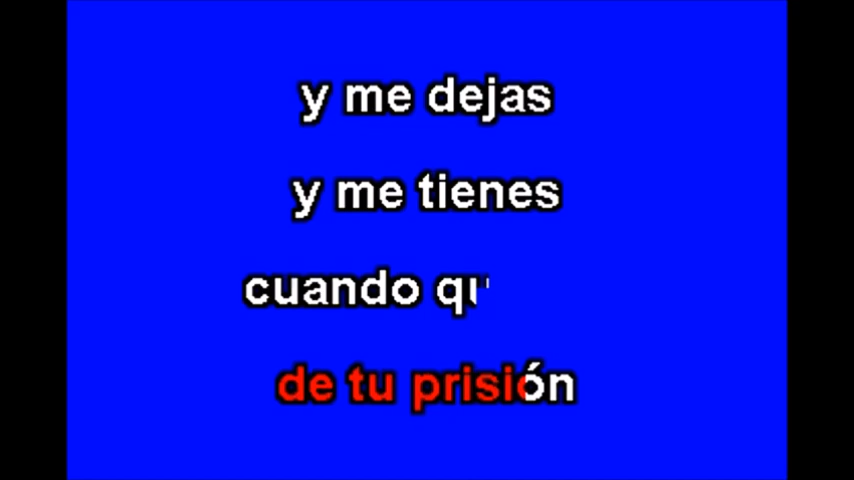 y me dejas
y me tienes
cuando
de tu prisión